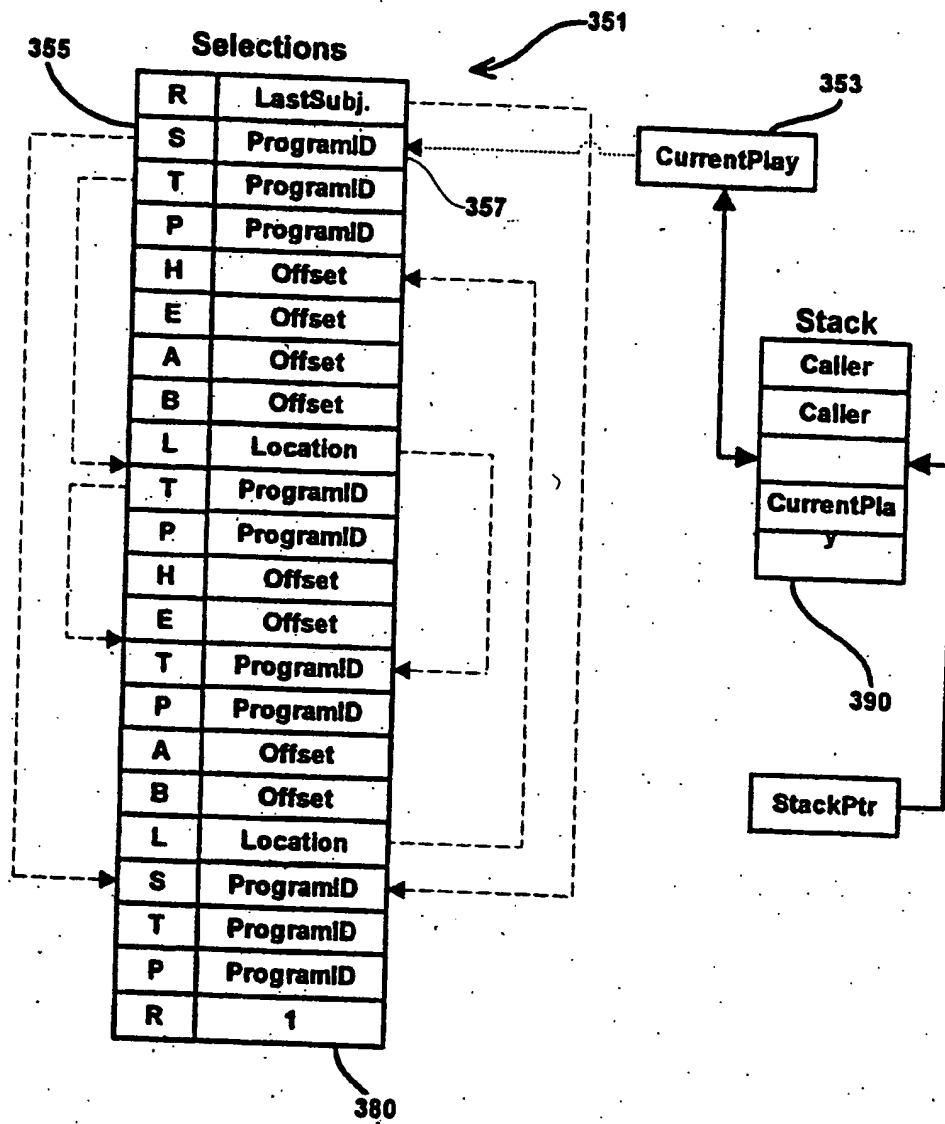 351
355
Selections
353
R LastSubj.
S ProgramID
CurrentPlay
T ProgramID
357
P ProgramID
H Offset
E Offset
Stack
A Offset
Caller
B Offset
Caller
L Location
T ProgramID
CurrentPla
y
P ProgramID
H Offset
E Offset
T ProgramID
390
P ProgramID
A Offset
B Offset
StackPtr
L Location
S ProgramID
T ProgramID
P ProgramID
R 1
380